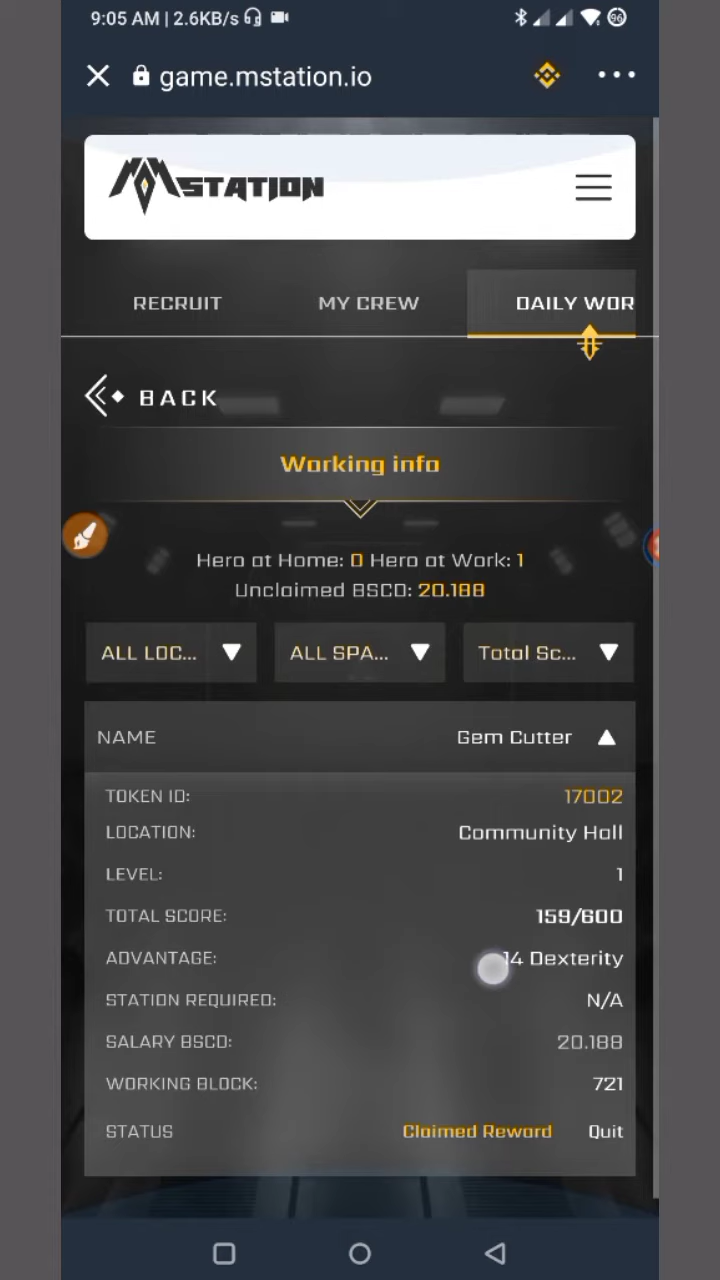 9:05 AM | 2.6KB/s
96
game.mstation.io
MSTATION
RECRUIT MY CREW DAILY WOR
BACK
Working info
Hero at Home: 0 Hero at Work: 1
Unclaimed BSCD: 20.188
ALL LOC... ALL SPA... Total Sc...
NAME Gem Cutter
TOKEN ID: 17002
LOCATION: Community Hall
LEVEL: 1
TOTAL SCORE: 159/600
ADVANTAGE: 14 Dexterity
STATION REQUIRED: N/A
SALARY BSCD: 20.188
WORKING BLOCK: 721
STATUS Claimed Reward Quit